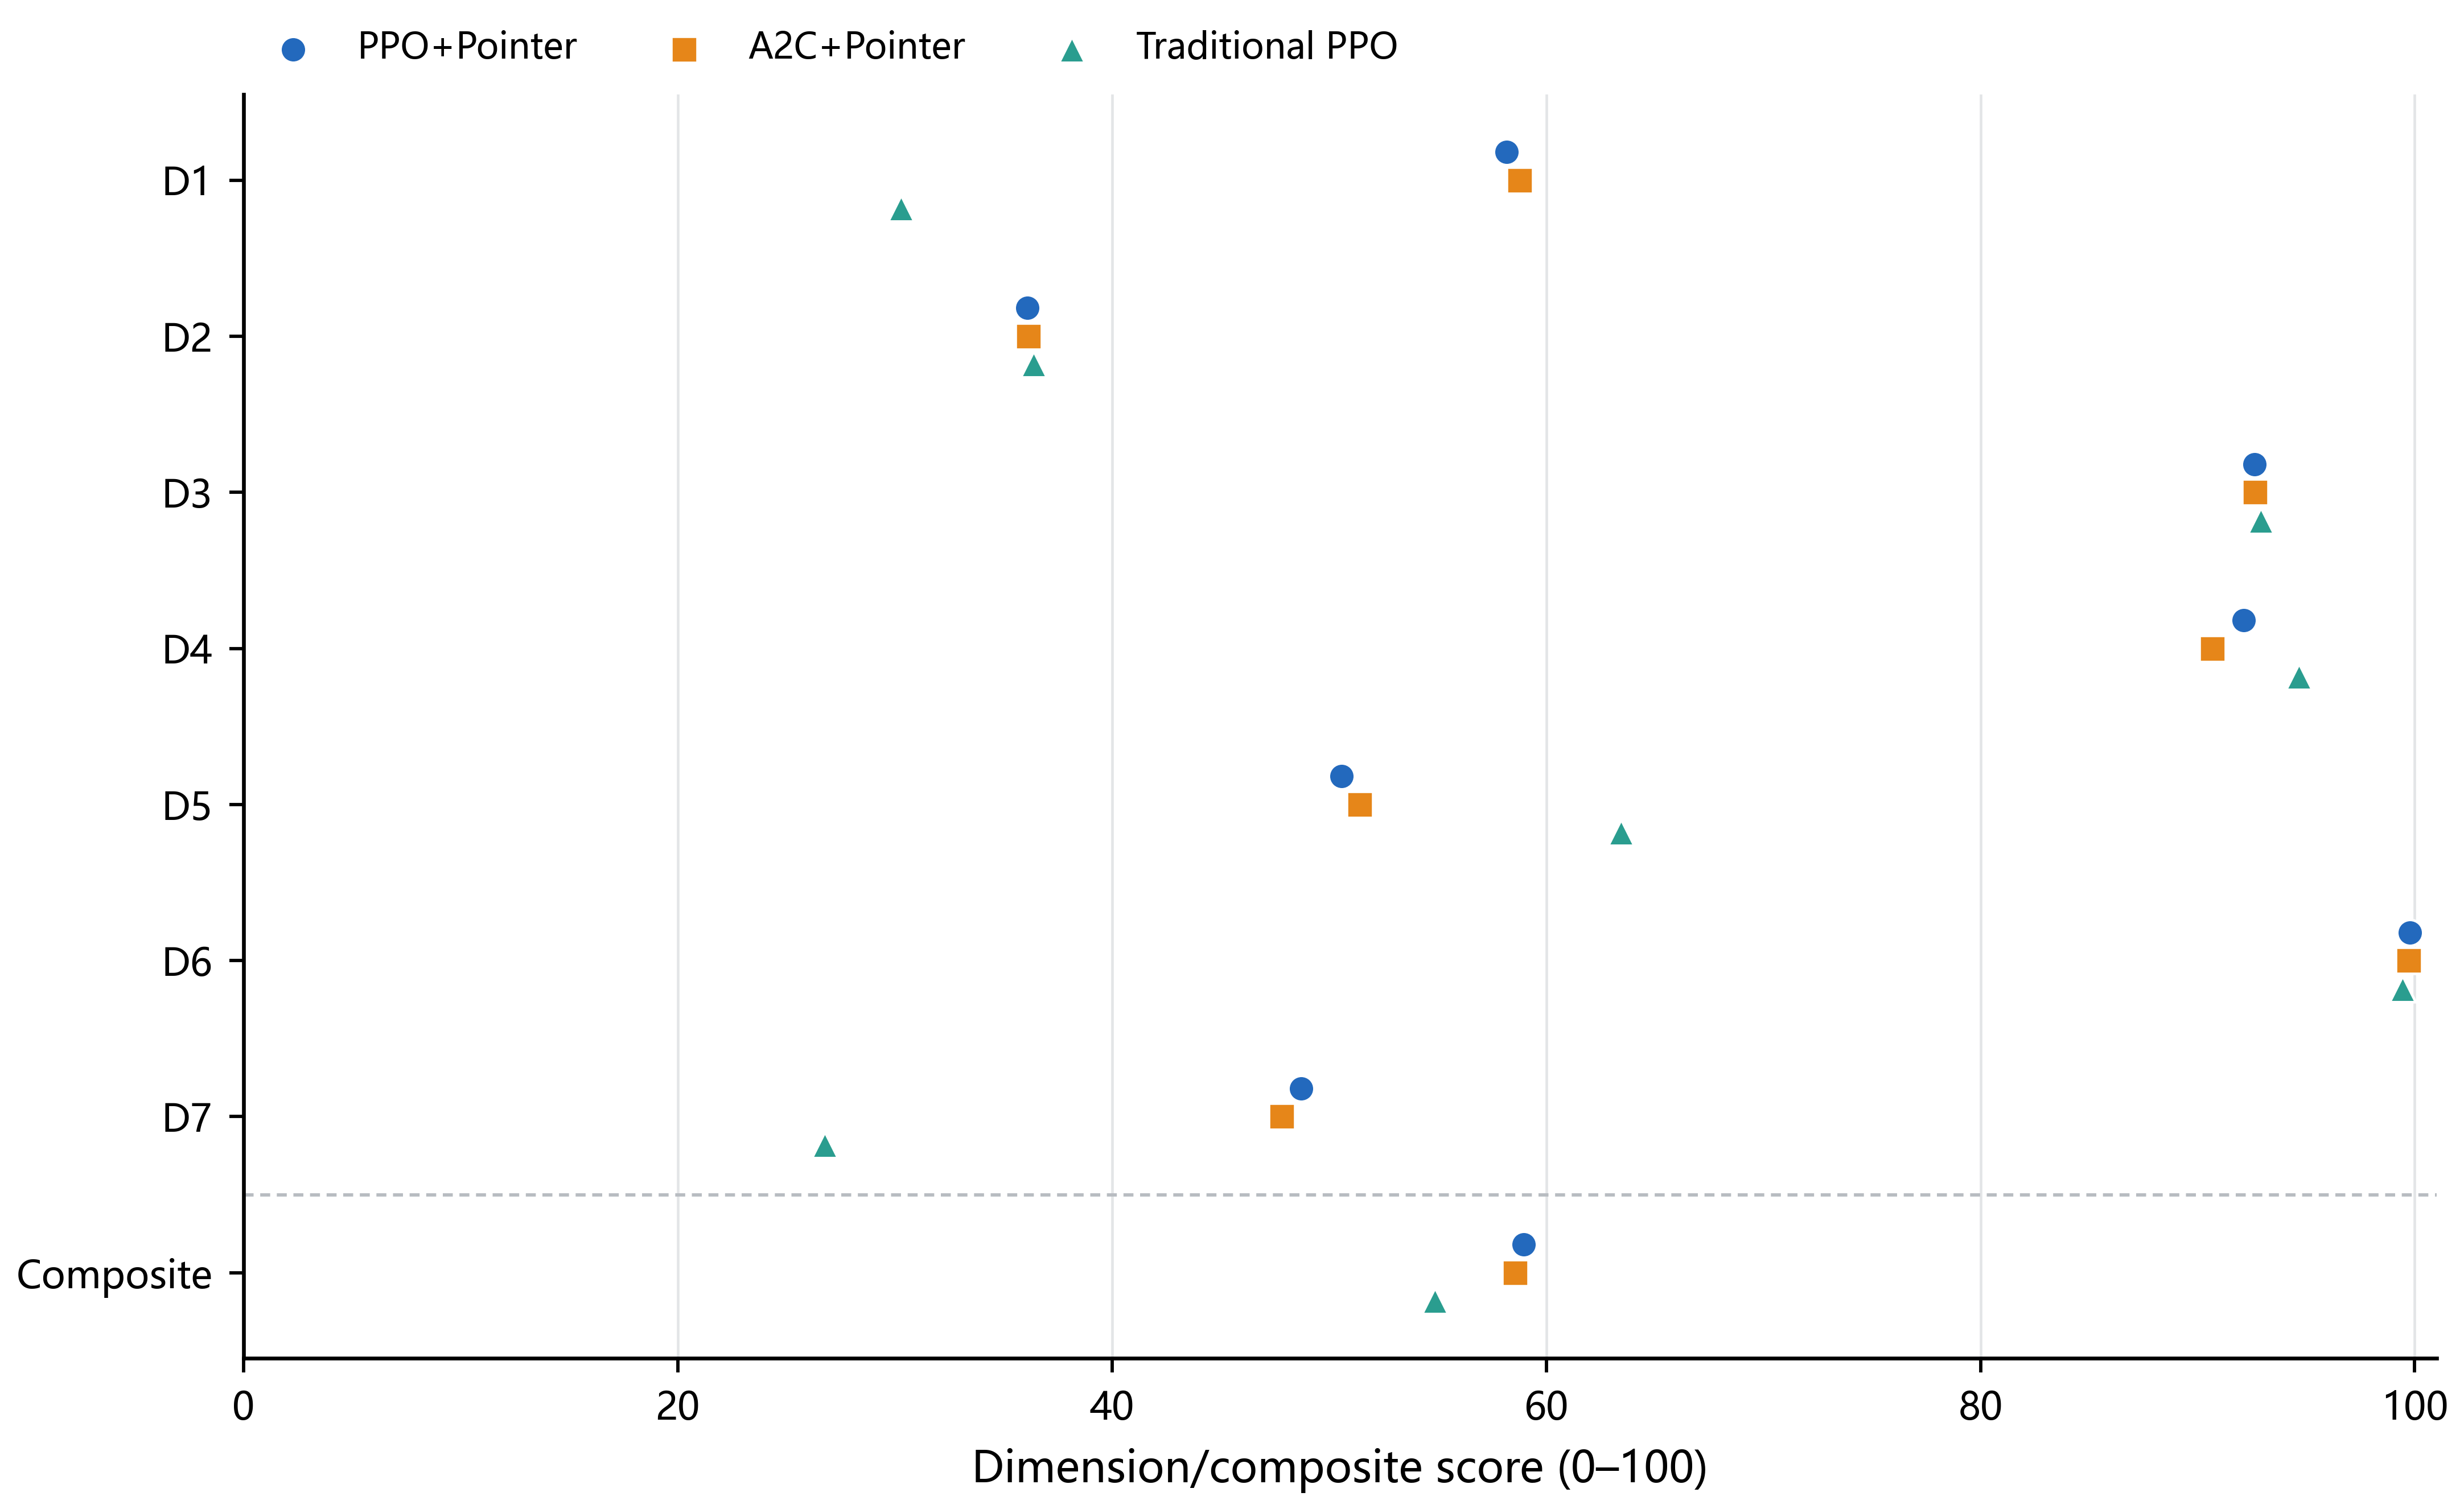 PPO+Pointer A2C+Pointer Traditional PPO
D1
D2
D3
D4
D5
D6
D7
Composite
0 20 40 60 80 100
Dimension/composite score (0–100)